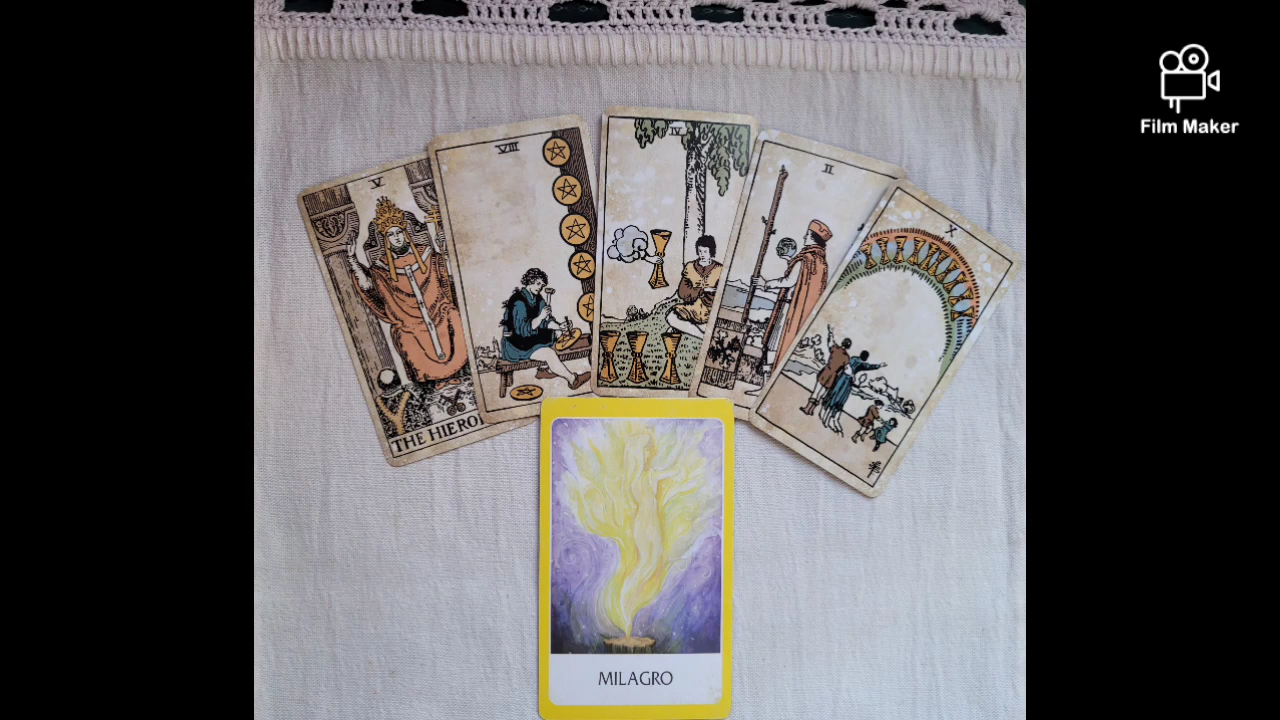 Film Maker
IV
VIII
II
V
X
THE HIERO
MILAGRO